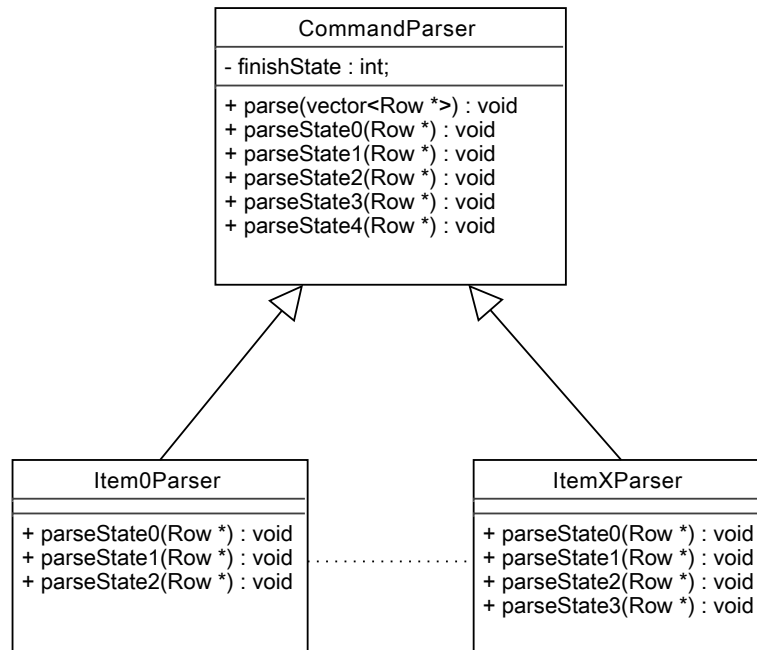 CommandParser
- finishState : int;
+ parse(vector<Row *>) : void
+ parseState0(Row *) : void
+ parseState1(Row *) : void
+ parseState2(Row *) : void
+ parseState3(Row *) : void
+ parseState4(Row *) : void
Item0Parser
+ parseState0(Row *) : void
+ parseState1(Row *) : void
+ parseState2(Row *) : void
ItemXParser
+ parseState0(Row *) : void
+ parseState1(Row *) : void
+ parseState2(Row *) : void
+ parseState3(Row *) : void